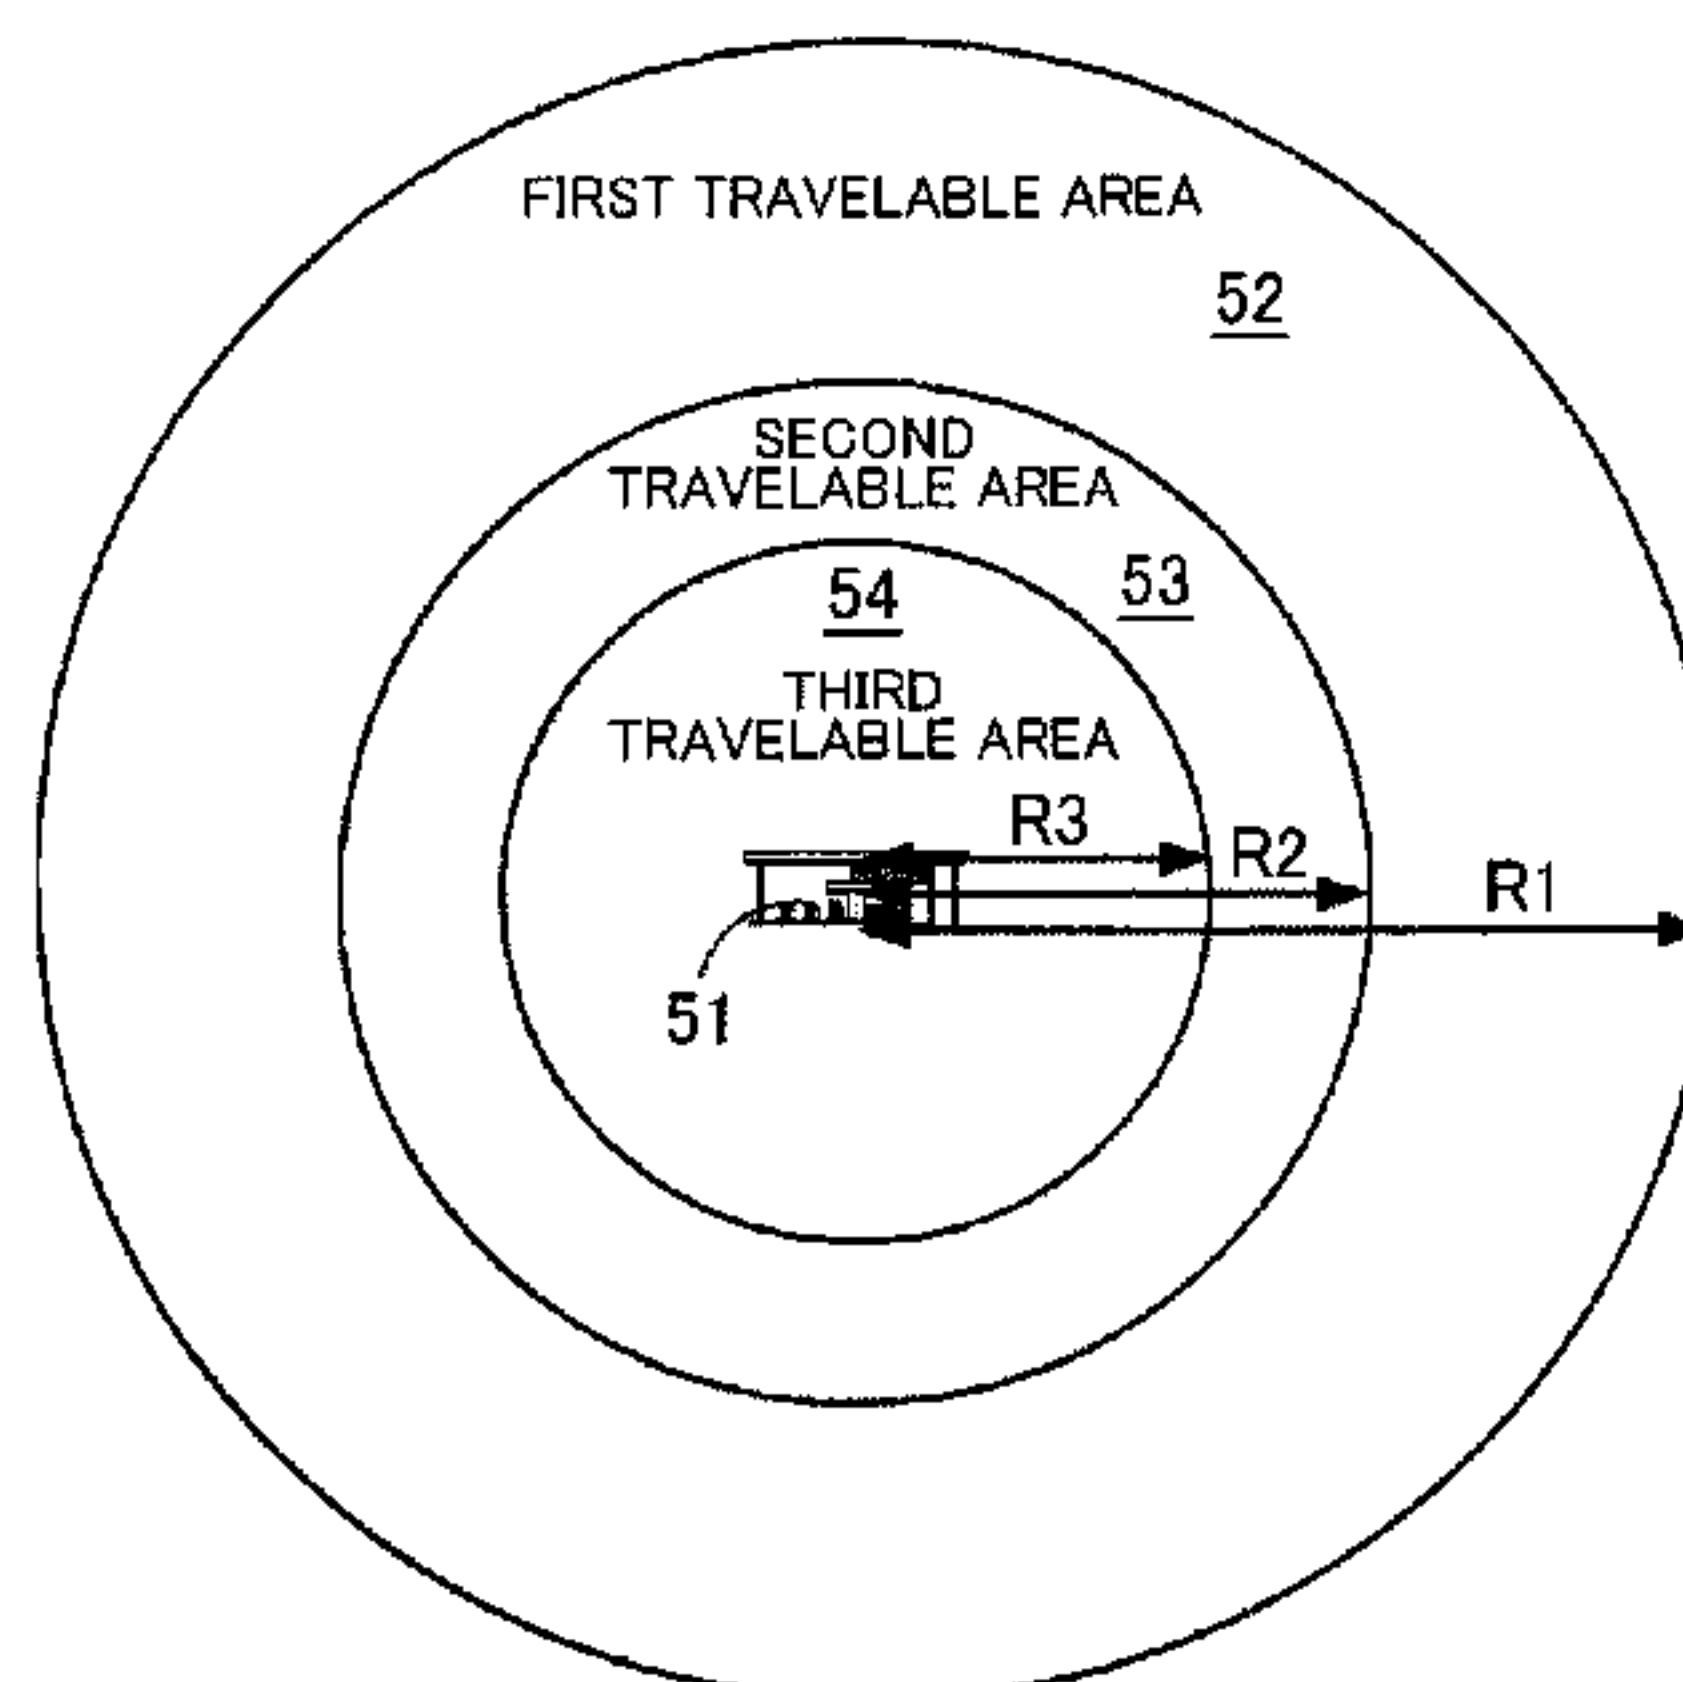 FIRST TRAVELABLE AREA
52
SECOND
TRAVELABLE AREA
53
54
THIRD
TRAVELABLE AREA
R3
R2
R1
51